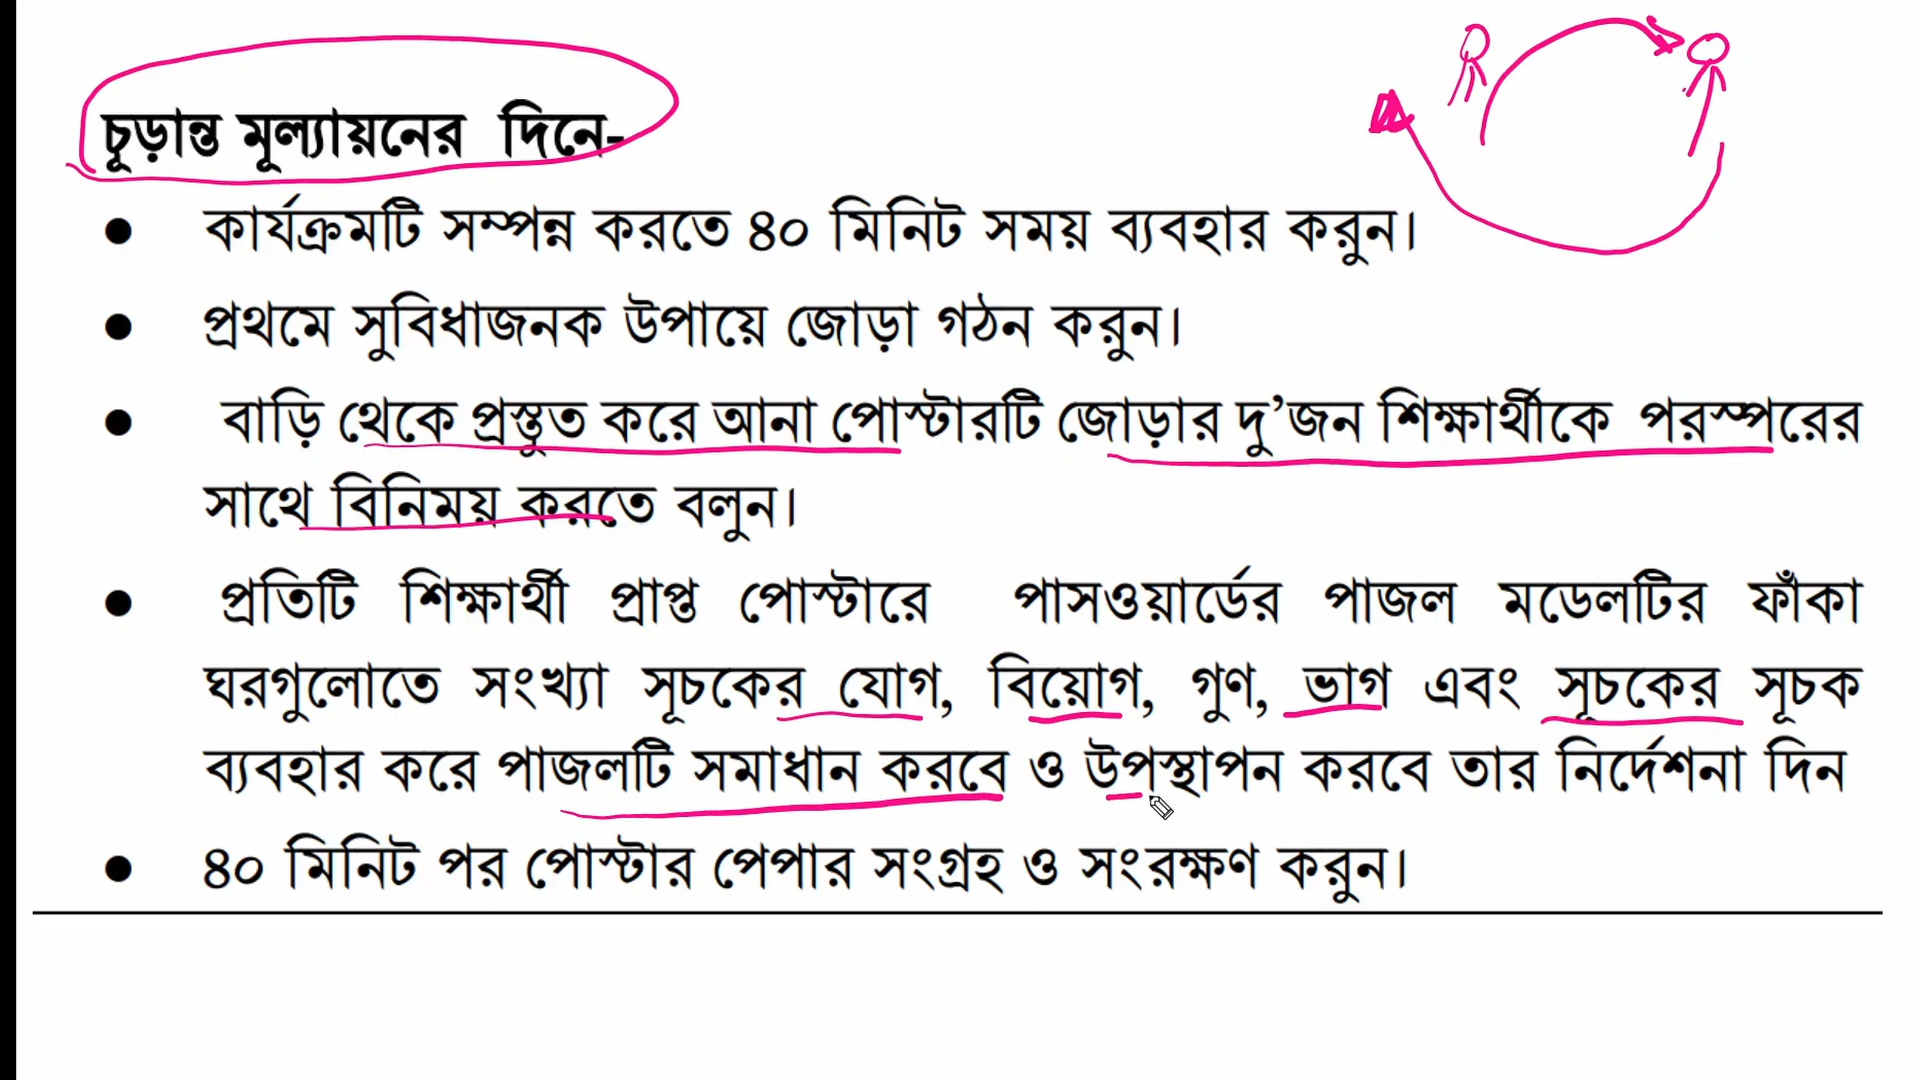 চূড়ান্ত মূল্যায়নের দিনে-
● কার্যক্রমটি সম্পন্ন করতে ৪০ মিনিট সময় ব্যবহার করুন।
● প্রথমে সুবিধাজনক উপায়ে জোড়া গঠন করুন।
● বাড়ি থেকে প্রস্তুত করে আনা পোস্টারটি জোড়ার দু’জন শিক্ষার্থীকে পরস্পরের
সাথে বিনিময় করতে বলুন।
● প্রতিটি শিক্ষার্থী প্রাপ্ত পোস্টারে পাসওয়ার্ডের পাজল মডেলটির ফাঁকা
ঘরগুলোতে সংখ্যা সূচকের যোগ, বিয়োগ, গুণ, ভাগ এবং সূচকের সূচক
ব্যবহার করে পাজলটি সমাধান করবে ও উপস্থাপন করবে তার নির্দেশনা দিন
● ৪০ মিনিট পর পোস্টার পেপার সংগ্রহ ও সংরক্ষণ করুন।